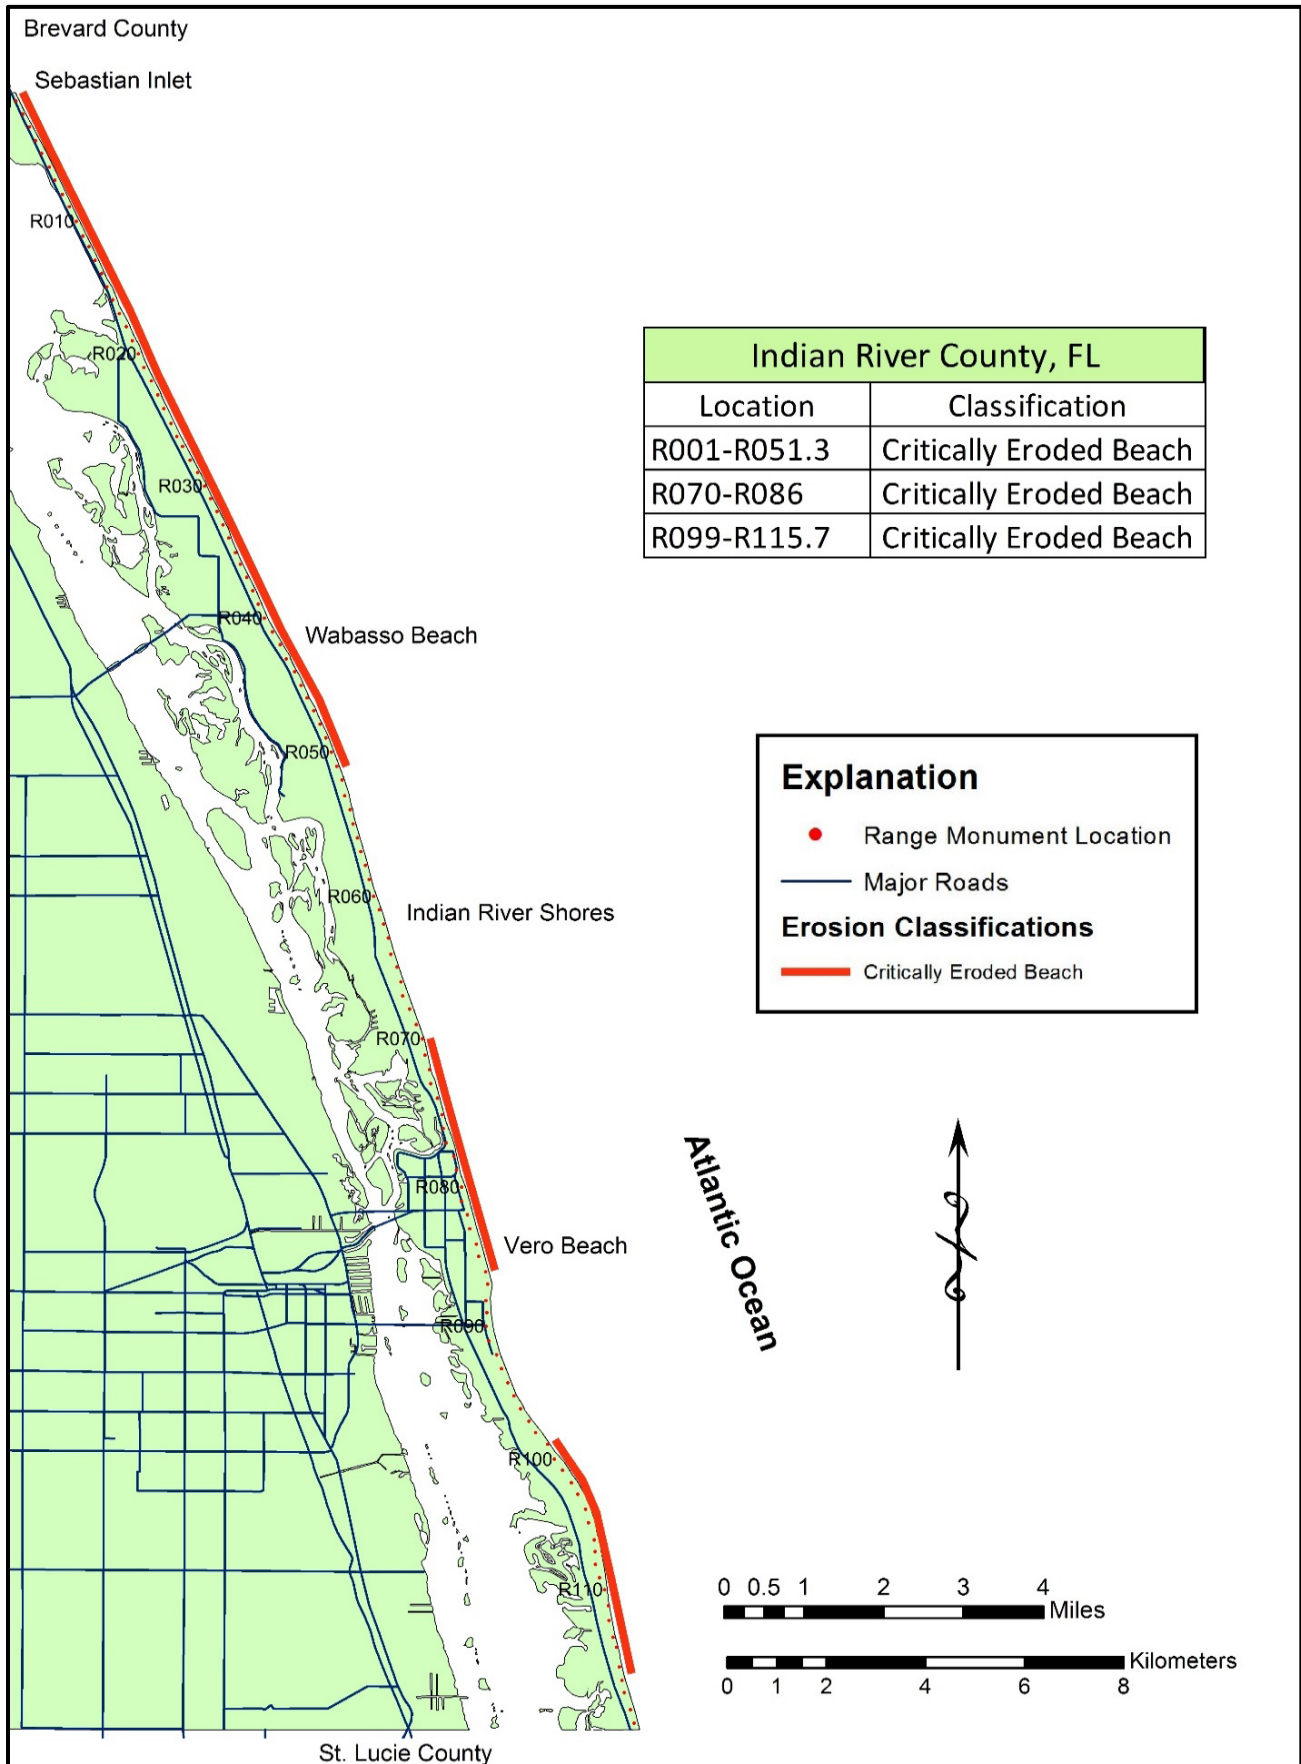 Brevard County
Sebastian Inlet
R010
R020
R030
R040
Wabasso Beach
R050
R060
Indian River Shores
R070
R080
Vero Beach
R090
R100
R110
St. Lucie County
Indian River County, FL
Location Classification
R001-R051.3 Critically Eroded Beach
R070-R086 Critically Eroded Beach
R099-R115.7 Critically Eroded Beach
Explanation
Range Monument Location
Major Roads
Erosion Classifications
Critically Eroded Beach
Atlantic Ocean
N
0 0.5 1 2 3 4
Miles
Kilometers
0 1 2 4 6 8